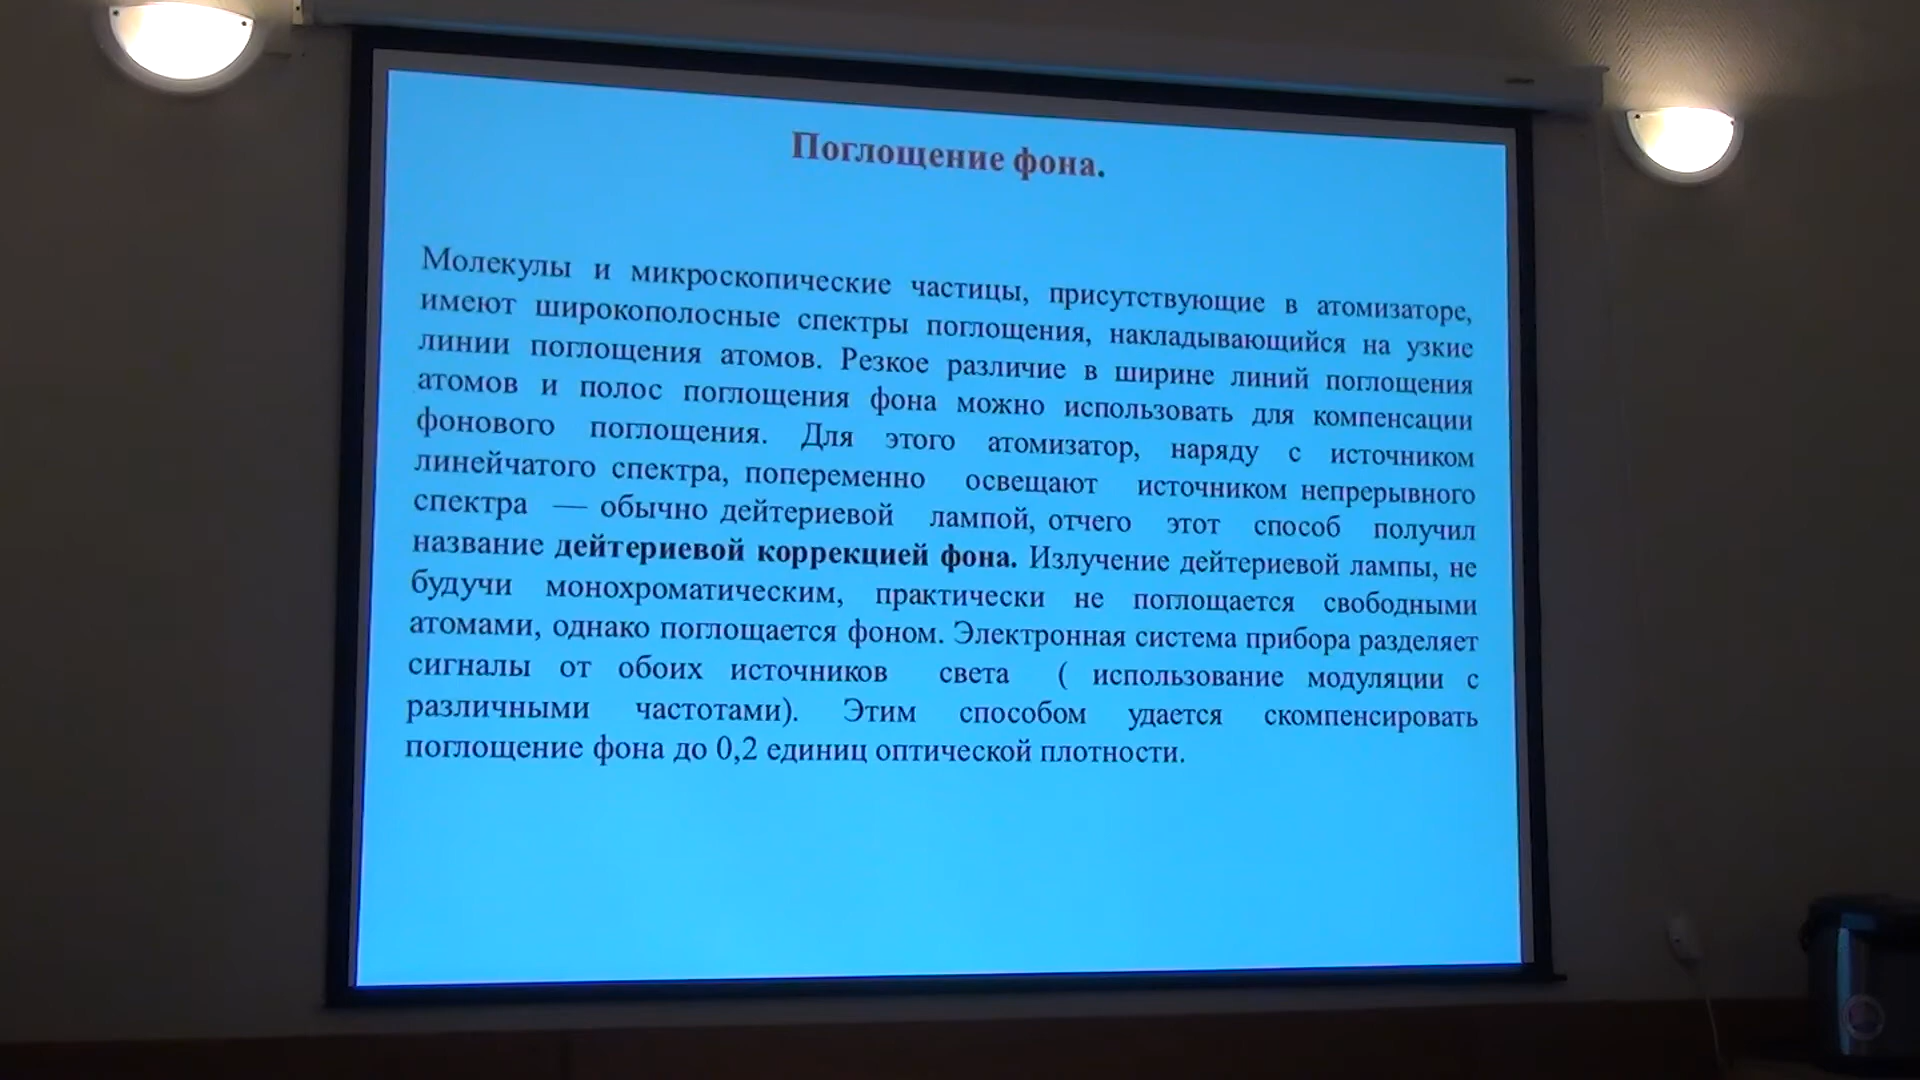 Поглощение фона.
Молекулы и микроскопические частицы, присутствующие в атомизаторе,
имеют широкополосные спектры поглощения, накладывающийся на узкие
линии поглощения атомов. Резкое различие в ширине линий поглощения
атомов и полос поглощения фона можно использовать для компенсации
фонового поглощения. Для этого атомизатор, наряду с источником
линейчатого спектра, попеременно освещают источником непрерывного
спектра — обычно дейтериевой лампой, отчего этот способ получил
название дейтериевой коррекцией фона. Излучение дейтериевой лампы, не
будучи монохроматическим, практически не поглощается свободными
атомами, однако поглощается фоном. Электронная система прибора разделяет
сигналы от обоих источников света ( использование модуляции с
различными частотами). Этим способом удается скомпенсировать
поглощение фона до 0,2 единиц оптической плотности.